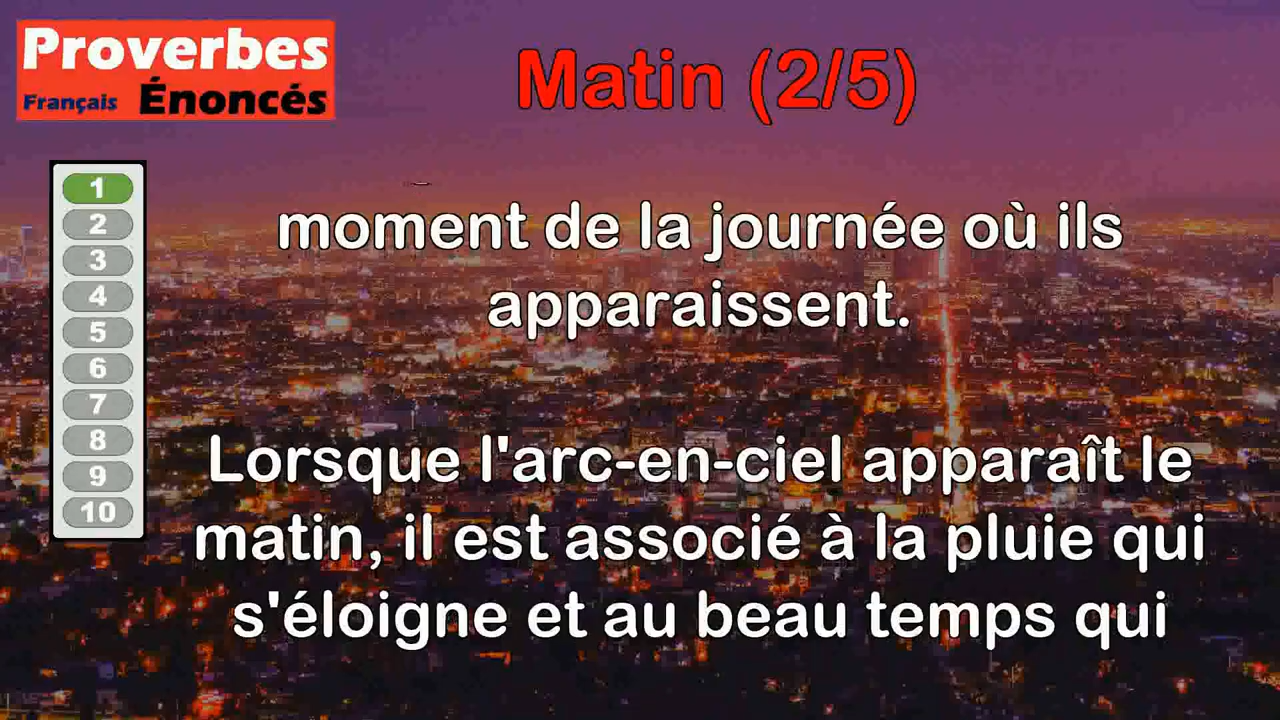 Proverbes
Français Énoncés
Matin (2/5)
1
2
3
4
5
6
7
8
9
10
moment de la journée où ils
apparaissent.
Lorsque l'arc-en-ciel apparaît le
matin, il est associé à la pluie qui
s'éloigne et au beau temps qui